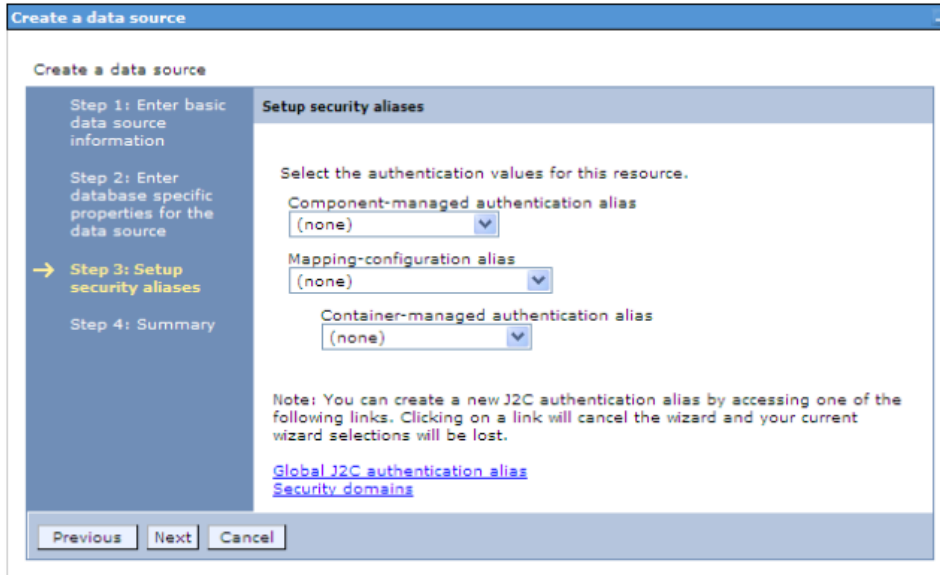 Create a data source
Create a data source
Step 1: Enter basic
data source
information
Step 2: Enter
database specific
properties for the
data source
Step 3: Setup
security aliases
Step 4: Summary
Setup security aliases
Select the authentication values for this resource.
Component-managed authentication alias
(none)
Mapping-configuration alias
(none)
Container-managed authentication alias
(none)
Note: You can create a new J2C authentication alias by accessing one of the
following links. Clicking on a link will cancel the wizard and your current
wizard selections will be lost.
Global J2C authentication alias
Security domains
Previous Next Cancel